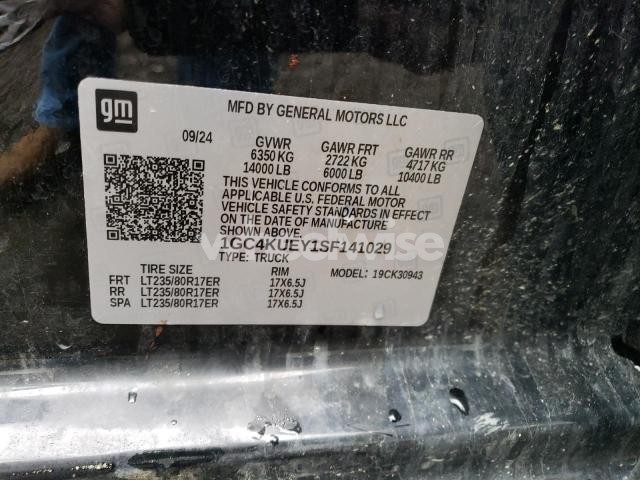 gm
MFD BY GENERAL MOTORS LLC
09/24 GVWR GAWR FRT GAWR RR
6350 KG 2722 KG 4717 KG
14000 LB 6000 LB 10400 LB
THIS VEHICLE CONFORMS TO ALL
APPLICABLE U.S. FEDERAL MOTOR
VEHICLE SAFETY STANDARDS IN EFFECT
ON THE DATE OF MANUFACTURE
SHOWN ABOVE.
1GC4KUEY1SF141029
TYPE: TRUCK
TIRE SIZE RIM MODEL: 19CK30943
FRT LT235/80R17ER 17X6.5J
RR LT235/80R17ER 17X6.5J
SPA LT235/80R17ER 17X6.5J